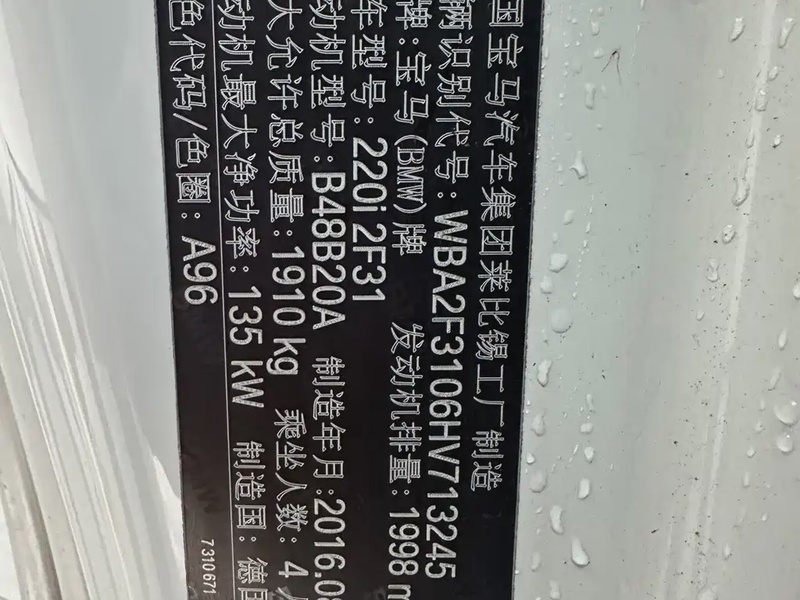 国宝马汽车集团莱比锡工厂制造
辆识别代号:WBA2F3106HV713245
牌:宝马(BMW)牌 发动机排量:1998 m
车型号:220i 2F31
动机型号:B48B20A 制造年月:2016.08
大允许总质量:1910 kg 乘坐人数:4
动机最大净功率:135 kW 制造国:德国
色代码/色圈:A96
7310671